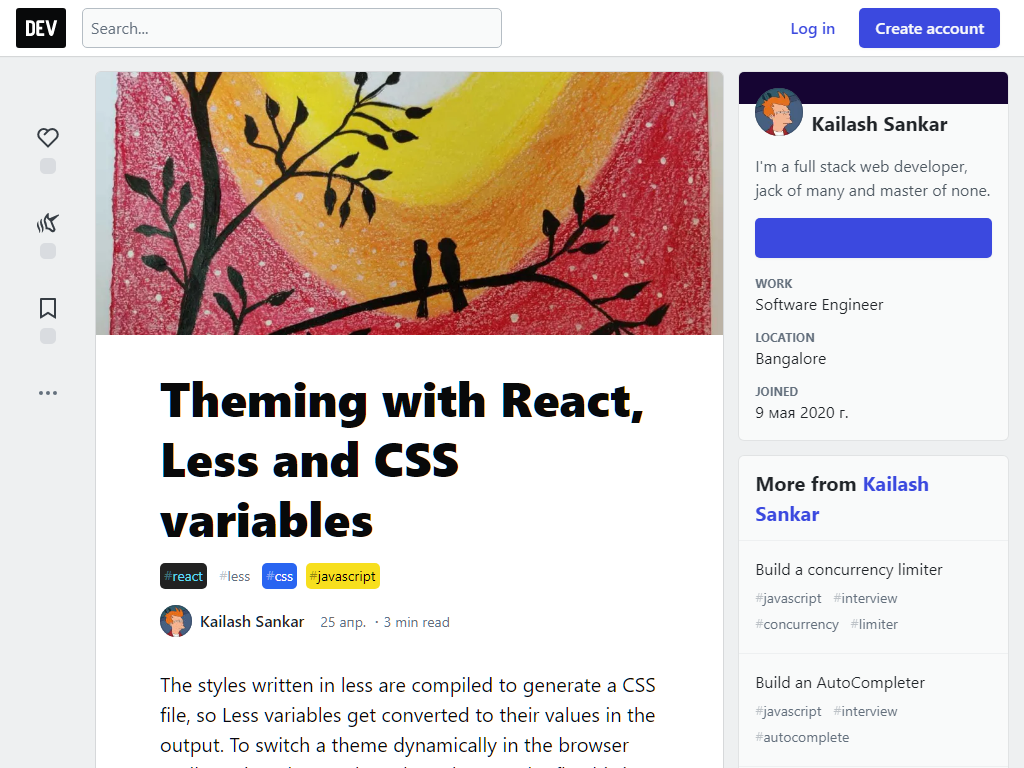 DEV
Search...
Log in
Create account
Kailash Sankar
I'm a full stack web developer,
jack of many and master of none.
WORK
Software Engineer
LOCATION
Bangalore
JOINED
9 мая 2020 г.
Theming with React,
Less and CSS
variables
#react #less #css #javascript
Kailash Sankar 25 апр. · 3 min read
The styles written in less are compiled to generate a CSS
file, so Less variables get converted to their values in the
output. To switch a theme dynamically in the browser
More from Kailash
Sankar
Build a concurrency limiter
#javascript #interview
#concurrency #limiter
Build an AutoCompleter
#javascript #interview
#autocomplete